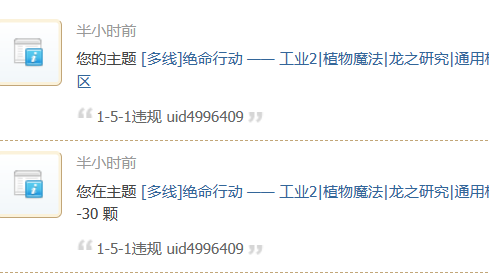 半小时前
您的主题 [多线]绝命行动 —— 工业2|植物魔法|龙之研究|通用
区
“ 1-5-1违规 uid4996409 ”
半小时前
您在主题 [多线]绝命行动 —— 工业2|植物魔法|龙之研究|通用
-30 颗
“ 1-5-1违规 uid4996409 ”